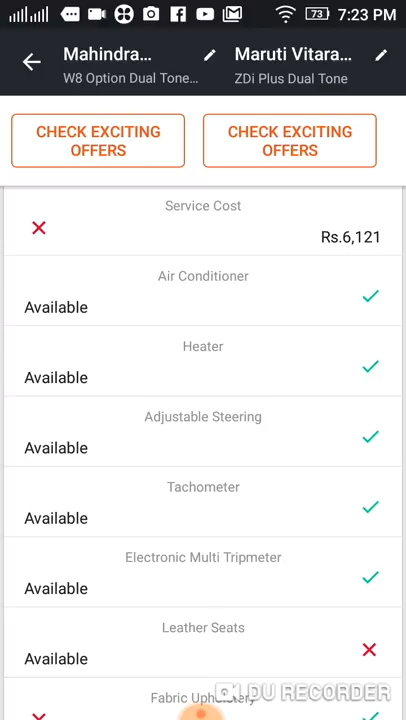 73 7:23 PM
Mahindra... Maruti Vitara...
W8 Option Dual Tone... ZDi Plus Dual Tone
CHECK EXCITING OFFERS CHECK EXCITING OFFERS
Service Cost
Rs.6,121
Air Conditioner
Available
Heater
Available
Adjustable Steering
Available
Tachometer
Available
Electronic Multi Tripmeter
Available
Leather Seats
Available
DU RECORDER
Fabric Upholstery